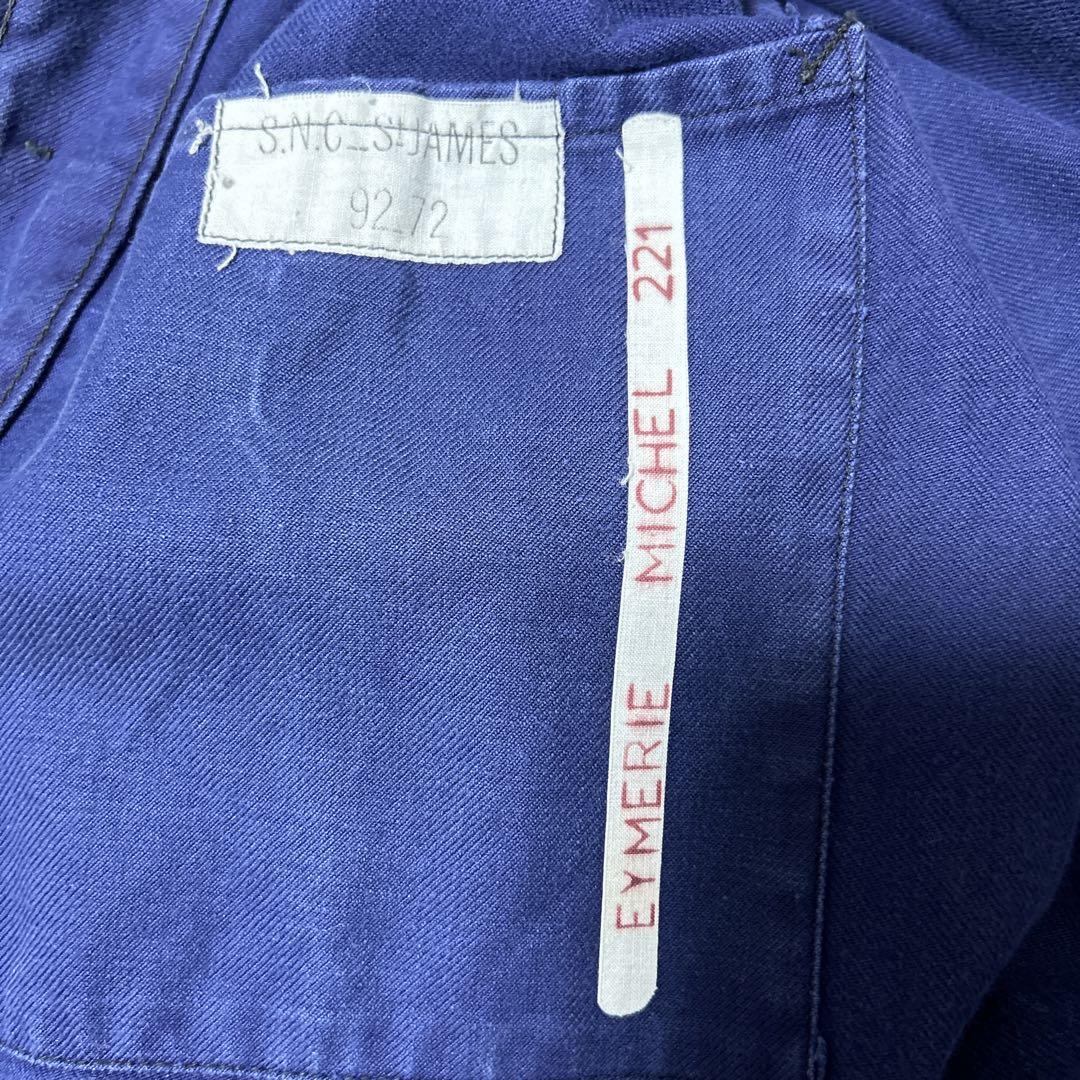 S.N.C_St JAMES
92_72
EYMERIE MICHEL 221